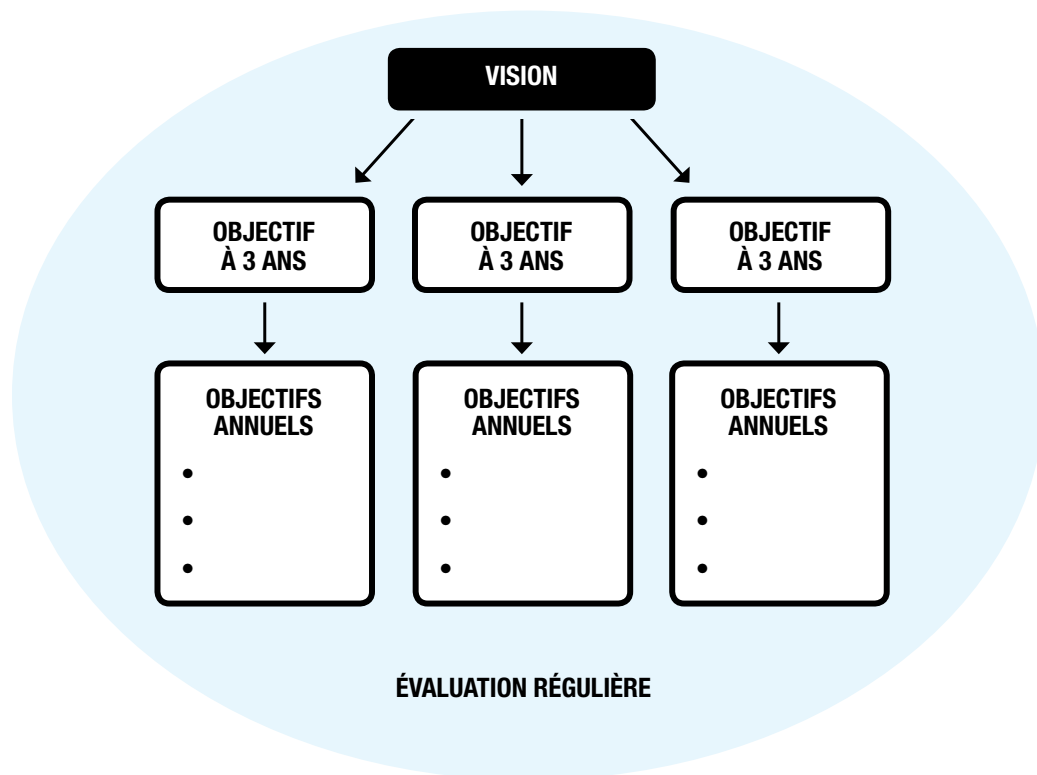 VISION
OBJECTIF
À 3 ANS
OBJECTIF
À 3 ANS
OBJECTIF
À 3 ANS
OBJECTIFS
ANNUELS
•
•
•
OBJECTIFS
ANNUELS
•
•
•
OBJECTIFS
ANNUELS
•
•
•
ÉVALUATION RÉGULIÈRE